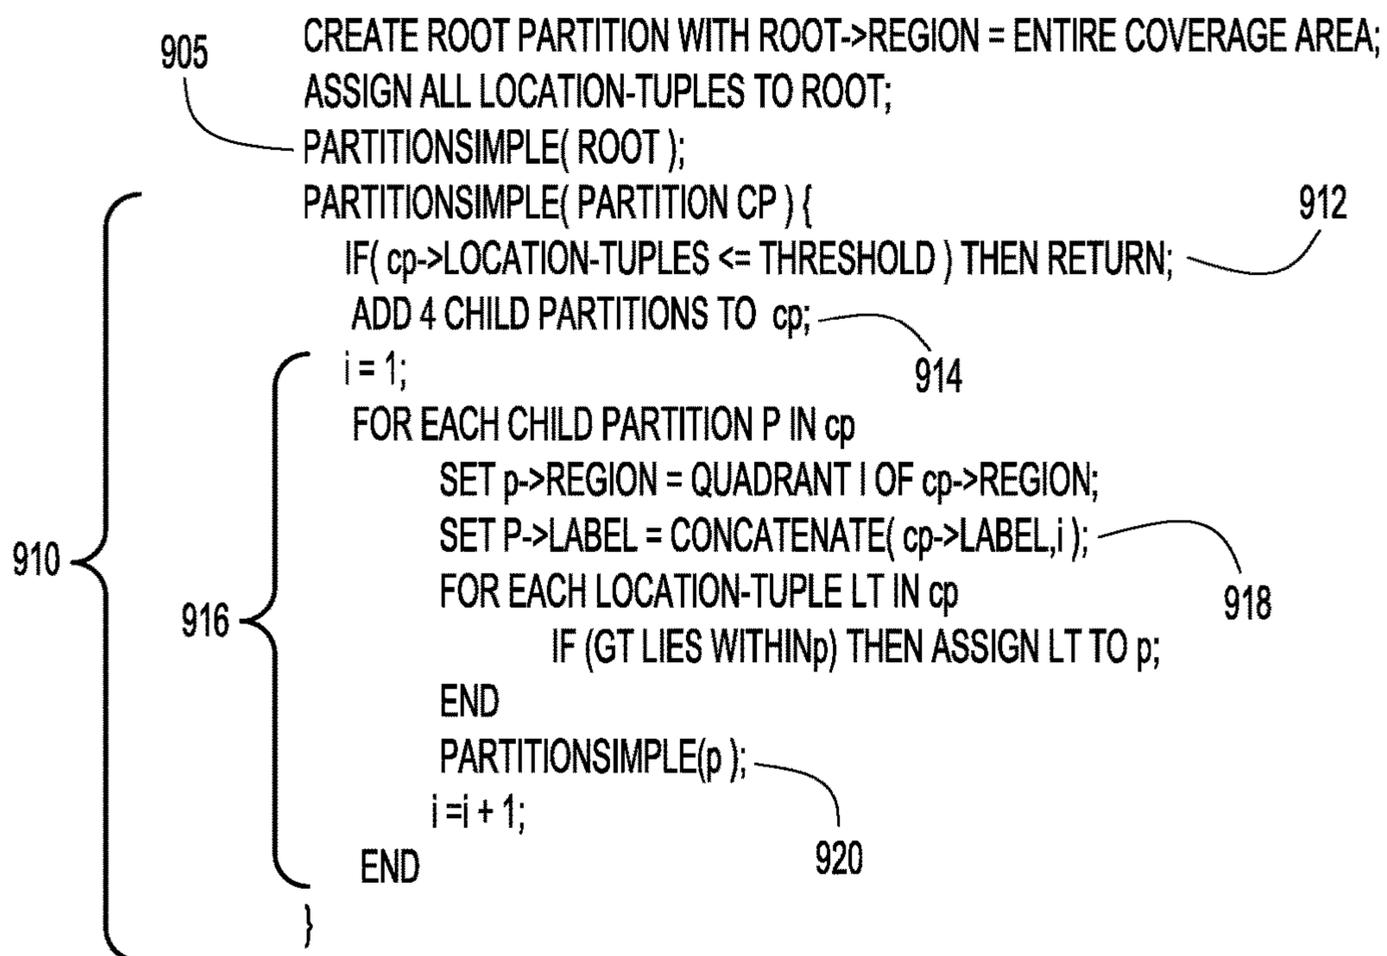 CREATE ROOT PARTITION WITH ROOT->REGION = ENTIRE COVERAGE AREA;
905
ASSIGN ALL LOCATION-TUPLES TO ROOT;
PARTITIONSIMPLE( ROOT );
PARTITIONSIMPLE( PARTITION CP ) {
912
IF( cp->LOCATION-TUPLES <= THRESHOLD ) THEN RETURN;
ADD 4 CHILD PARTITIONS TO cp;
914
i = 1;
FOR EACH CHILD PARTITION P IN cp
SET p->REGION = QUADRANT I OF cp->REGION;
SET P->LABEL = CONCATENATE( cp->LABEL,i );
910
FOR EACH LOCATION-TUPLE LT IN cp
918
916
IF (GT LIES WITHINp) THEN ASSIGN LT TO p;
END
PARTITIONSIMPLE(p );
i =i + 1;
920
END
}